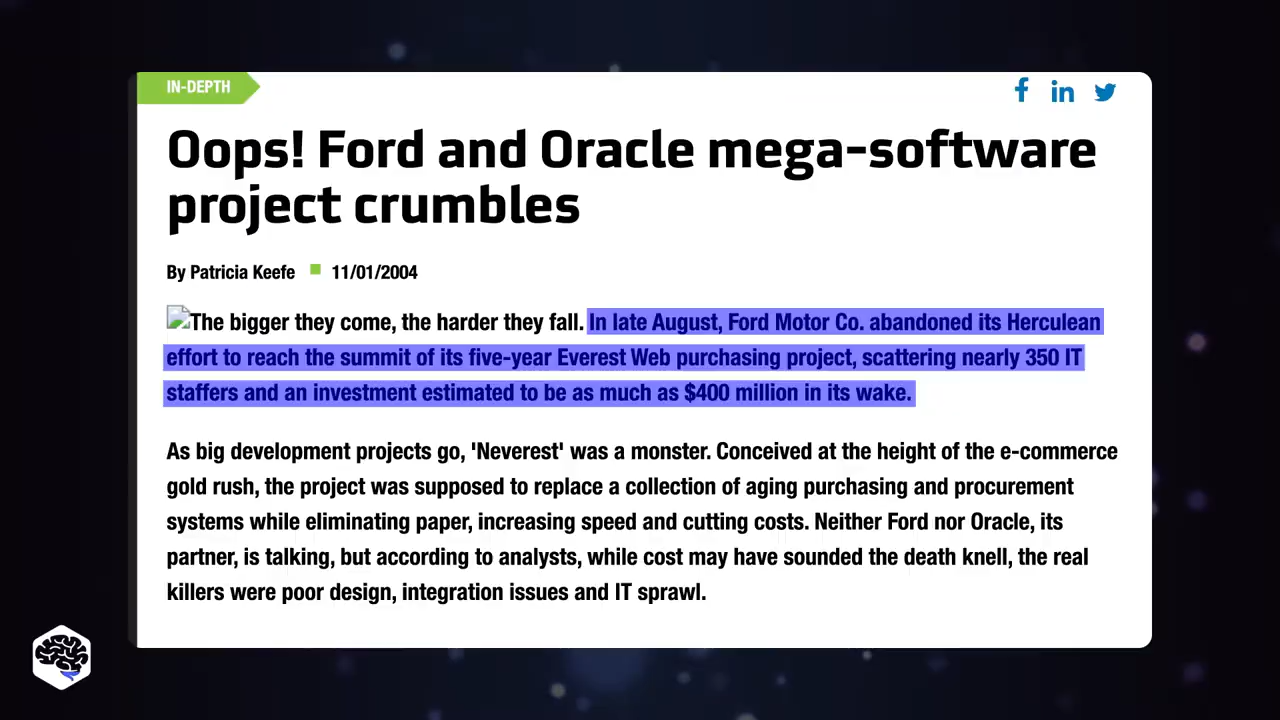 IN-DEPTH
Oops! Ford and Oracle mega-software
project crumbles
By Patricia Keefe 11/01/2004
The bigger they come, the harder they fall. In late August, Ford Motor Co. abandoned its Herculean
effort to reach the summit of its five-year Everest Web purchasing project, scattering nearly 350 IT
staffers and an investment estimated to be as much as $400 million in its wake.
As big development projects go, 'Neverest' was a monster. Conceived at the height of the e-commerce
gold rush, the project was supposed to replace a collection of aging purchasing and procurement
systems while eliminating paper, increasing speed and cutting costs. Neither Ford nor Oracle, its
partner, is talking, but according to analysts, while cost may have sounded the death knell, the real
killers were poor design, integration issues and IT sprawl.